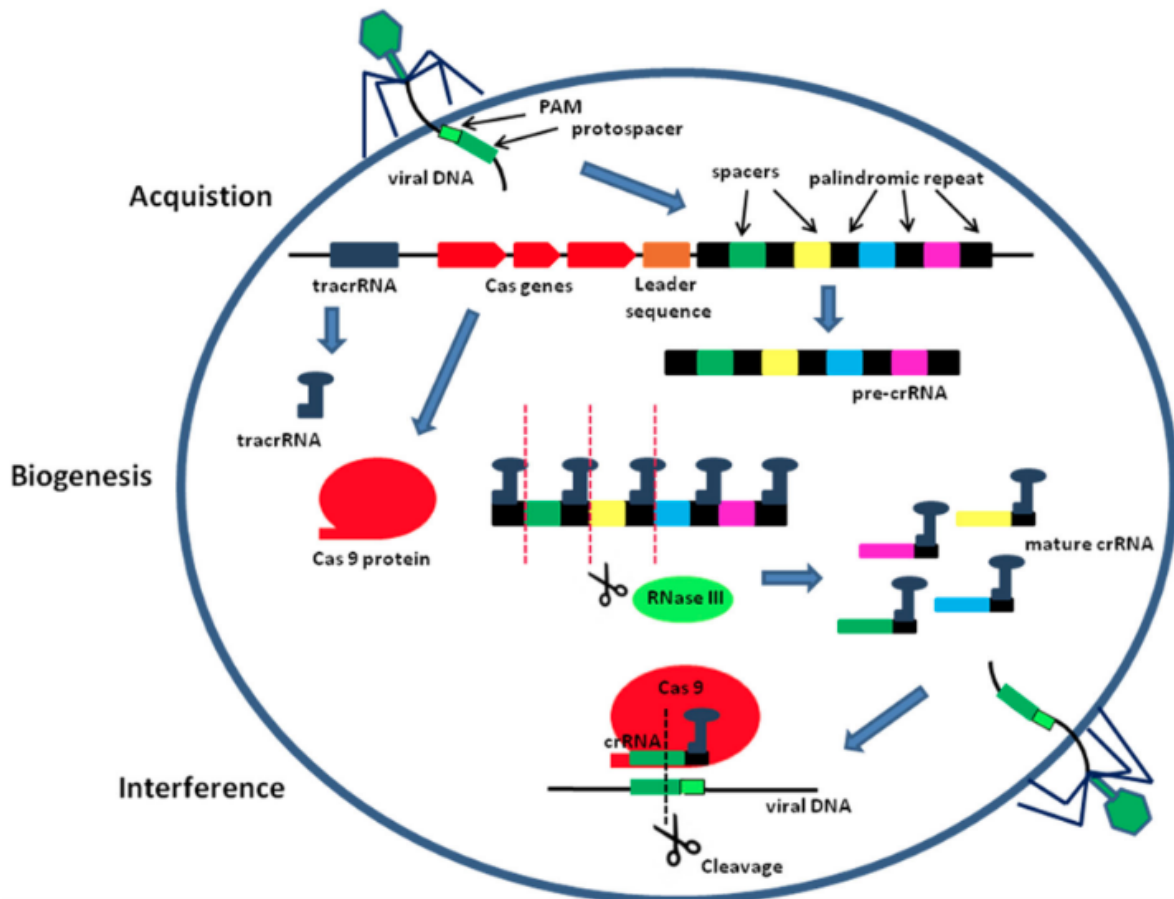 PAM
protospacer
viral DNA
Acquistion
spacers
palindromic repeat
tracrRNA
Cas genes
Leader
sequence
pre-crRNA
tracrRNA
Biogenesis
Cas 9 protein
RNase III
mature crRNA
Cas 9
crRNA
Interference
viral DNA
Cleavage